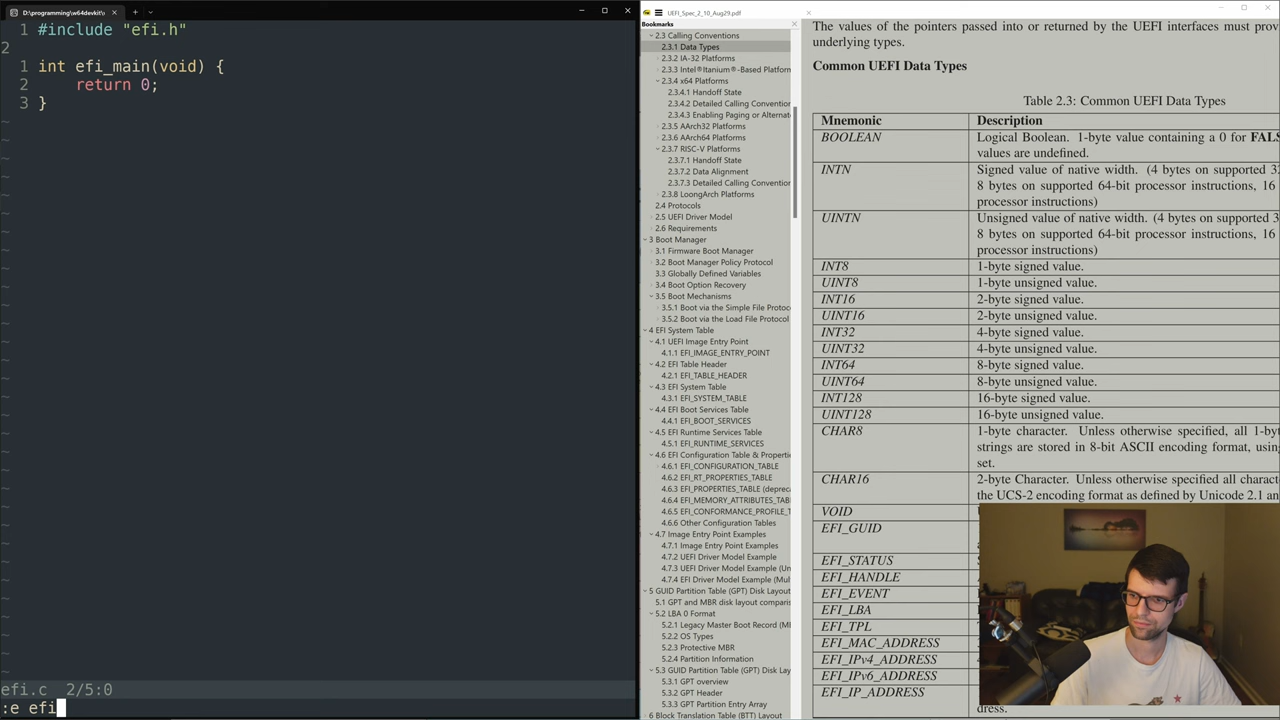 D:\programming\w64devkit\
#include "efi.h"
2
1 int efi_main(void) {
2     return 0;
3 }
efi.c  2/5:0
:e efi
UEFI_Spec_2_10_Aug29.pdf
Bookmarks
2.3 Calling Conventions
2.3.1 Data Types
2.3.2 IA-32 Platforms
2.3.3 Intel®Itanium®-Based Platform
2.3.4 x64 Platforms
2.3.4.1 Handoff State
2.3.4.2 Detailed Calling Conventio
2.3.4.3 Enabling Paging or Alternat
2.3.5 AArch32 Platforms
2.3.6 AArch64 Platforms
2.3.7 RISC-V Platforms
2.3.7.1 Handoff State
2.3.7.2 Data Alignment
2.3.7.3 Detailed Calling Conventio
2.3.8 LoongArch Platforms
2.4 Protocols
2.5 UEFI Driver Model
2.6 Requirements
3 Boot Manager
3.1 Firmware Boot Manager
3.2 Boot Manager Policy Protocol
3.3 Globally Defined Variables
3.4 Boot Option Recovery
3.5 Boot Mechanisms
3.5.1 Boot via the Simple File Protoc
3.5.2 Boot via the Load File Protocol
4 EFI System Table
4.1 UEFI Image Entry Point
4.1.1 EFI_IMAGE_ENTRY_POINT
4.2 EFI Table Header
4.2.1 EFI_TABLE_HEADER
4.3 EFI System Table
4.3.1 EFI_SYSTEM_TABLE
4.4 EFI Boot Services Table
4.4.1 EFI_BOOT_SERVICES
4.5 EFI Runtime Services Table
4.5.1 EFI_RUNTIME_SERVICES
4.6 EFI Configuration Table & Properti
4.6.1 EFI_CONFIGURATION_TABLE
4.6.2 EFI_RT_PROPERTIES_TABLE
4.6.3 EFI_PROPERTIES_TABLE (deprec
4.6.4 EFI_MEMORY_ATTRIBUTES_TAB
4.6.5 EFI_CONFORMANCE_PROFILE_T
4.6.6 Other Configuration Tables
4.7 Image Entry Point Examples
4.7.1 Image Entry Point Examples
4.7.2 UEFI Driver Model Example
4.7.3 UEFI Driver Model Example (Un
4.7.4 EFI Driver Model Example (Mul
5 GUID Partition Table (GPT) Disk Layout
5.1 GPT and MBR disk layout comparis
5.2 LBA 0 Format
5.2.1 Legacy Master Boot Record (M
5.2.2 OS Types
5.2.3 Protective MBR
5.2.4 Partition Information
5.3 GUID Partition Table (GPT) Disk Lay
5.3.1 GPT overview
5.3.2 GPT Header
5.3.3 GPT Partition Entry Array
6 Block Translation Table (BTT) Layout
The values of the pointers passed into or returned by the UEFI interfaces must prov
underlying types.
Common UEFI Data Types
Table 2.3: Common UEFI Data Types
Mnemonic Description
BOOLEAN Logical Boolean. 1-byte value containing a 0 for FALS
values are undefined.
INTN Signed value of native width. (4 bytes on supported 32
8 bytes on supported 64-bit processor instructions, 16
processor instructions)
UINTN Unsigned value of native width. (4 bytes on supported 3
8 bytes on supported 64-bit processor instructions, 16
processor instructions)
INT8 1-byte signed value.
UINT8 1-byte unsigned value.
INT16 2-byte signed value.
UINT16 2-byte unsigned value.
INT32 4-byte signed value.
UINT32 4-byte unsigned value.
INT64 8-byte signed value.
UINT64 8-byte unsigned value.
INT128 16-byte signed value.
UINT128 16-byte unsigned value.
CHAR8 1-byte character. Unless otherwise specified, all 1-by
strings are stored in 8-bit ASCII encoding format, using
set.
CHAR16 2-byte Character. Unless otherwise specified all charact
the UCS-2 encoding format as defined by Unicode 2.1 an
VOID
EFI_GUID
EFI_STATUS
EFI_HANDLE
EFI_EVENT
EFI_LBA
EFI_TPL
EFI_MAC_ADDRESS
EFI_IPv4_ADDRESS
EFI_IPv6_ADDRESS
EFI_IP_ADDRESS
dress.